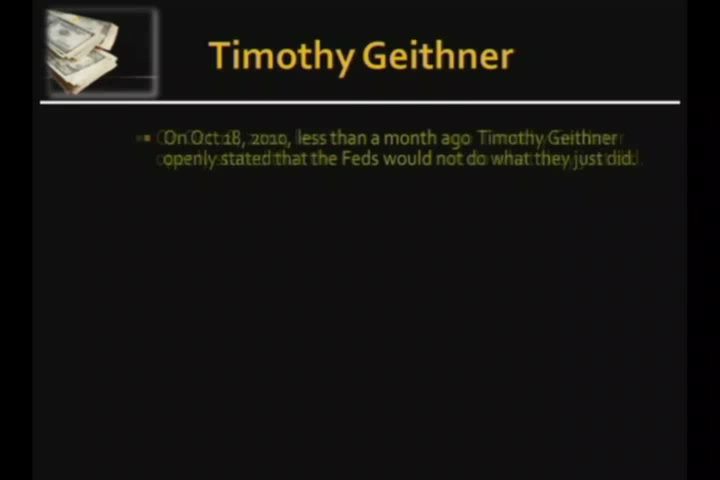 Timothy Geithner
On Oct 18, 2010, less than a month ago Timothy Geithner
openly stated that the Feds would not do what they just did.